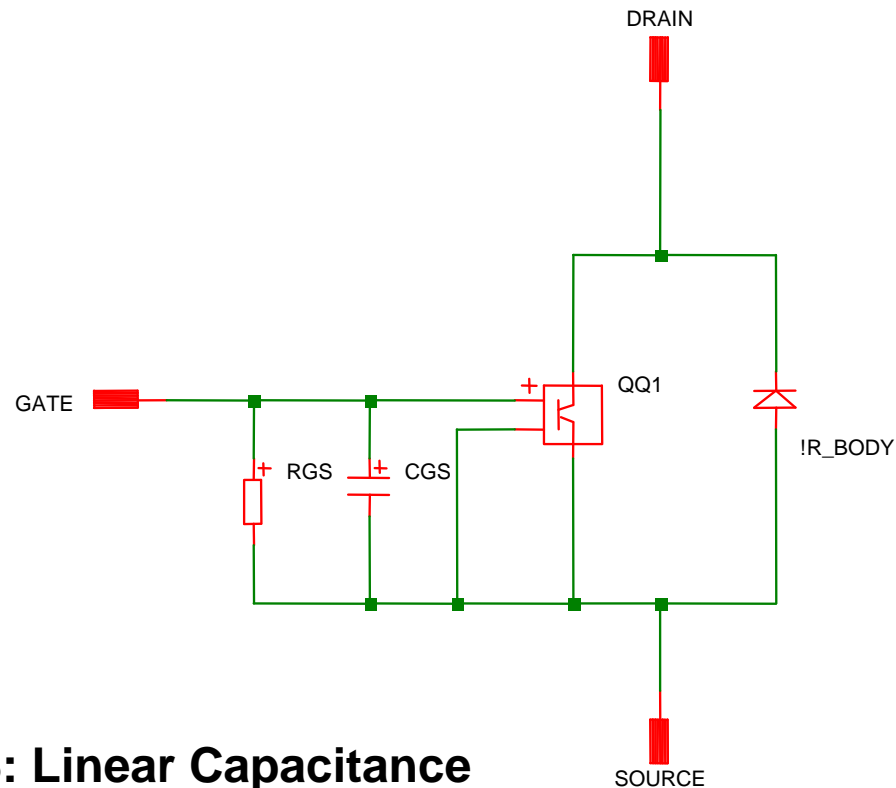 DRAIN
QQ1
GATE
!R_BODY
RGS
CGS
: Linear Capacitance
SOURCE